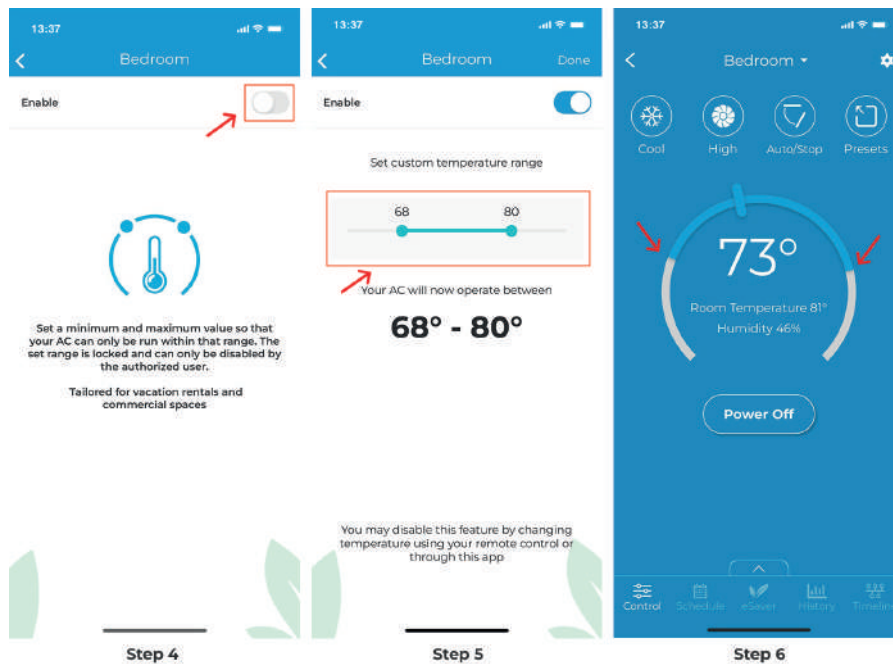 13:37
Bedroom
Enable
Set a minimum and maximum value so that
your AC can only be run within that range. The
set range is locked and can only be disabled by
the authorized user.
Tailored for vacation rentals and
commercial spaces
Step 4
13:37
Bedroom
Done
Enable
Set custom temperature range
68 80
Your AC will now operate between
68° - 80°
You may disable this feature by changing
temperature using your remote control or
through this app
Step 5
13:37
Bedroom
Cool High Auto/Stop Presets
73°
Room Temperature 81°
Humidity 46%
Power Off
Control Schedule eSaver History Timeline
Step 6